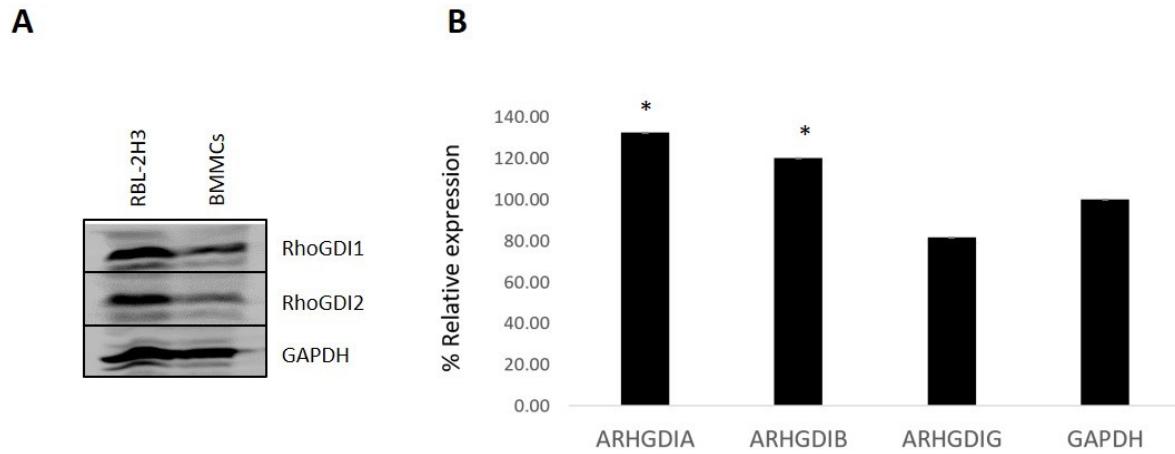 A
RBL-2H3
BMMCs
RhoGDI1
RhoGDI2
GAPDH
B
% Relative expression
140.00
120.00
100.00
80.00
60.00
40.00
20.00
0.00
*
*
ARHGDIA
ARHGDIB
ARHGDIG
GAPDH